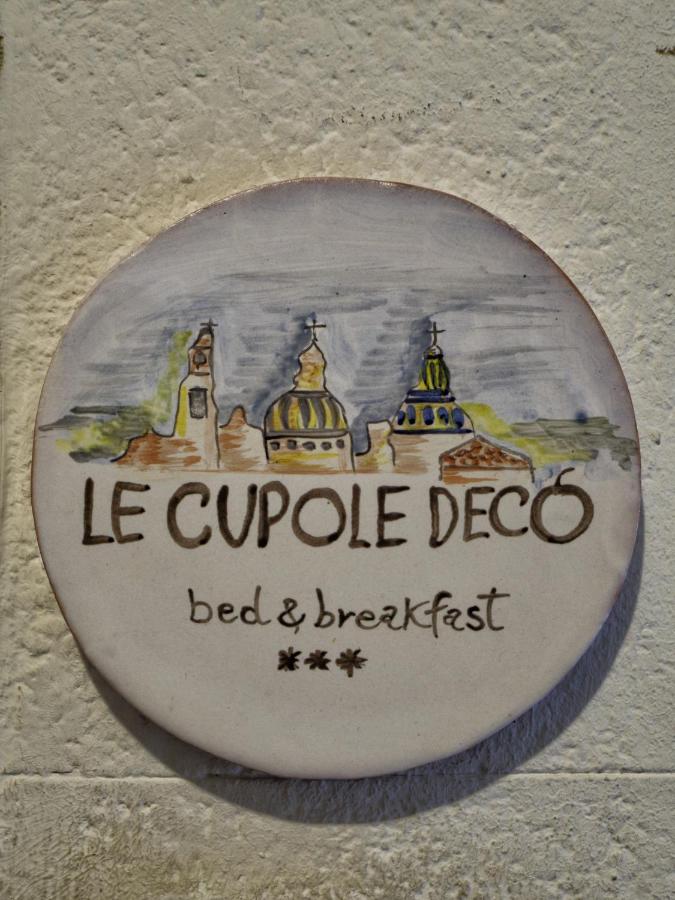 LE CUPOLE DECÓ
bed & breakfast
***